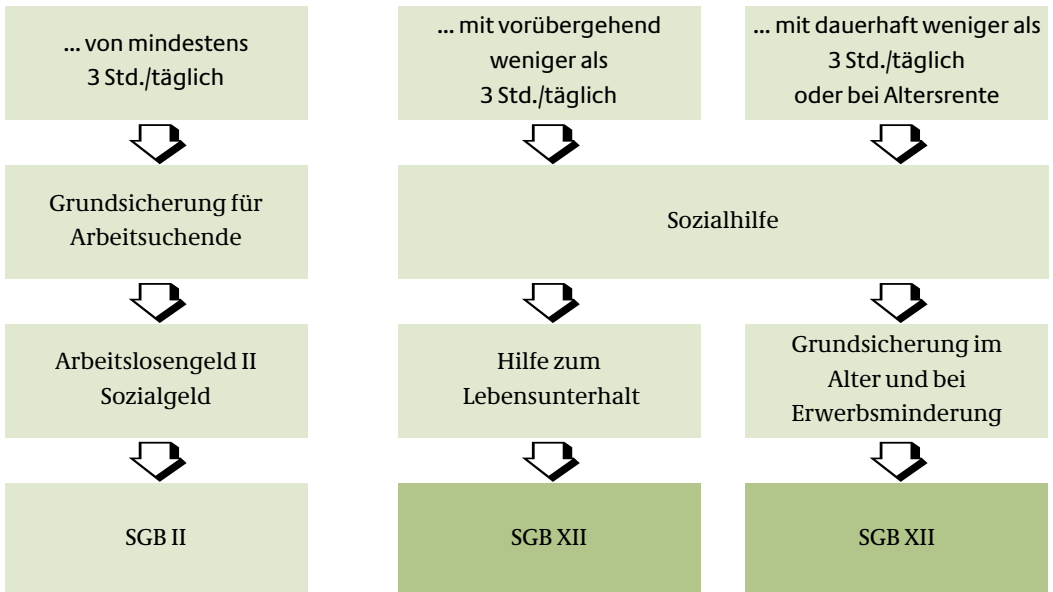 ... von mindestens
3 Std./täglich
... mit vorübergehend
weniger als
3 Std./täglich
... mit dauerhaft weniger als
3 Std./täglich
oder bei Altersrente
Grundsicherung für
Arbeitsuchende
Sozialhilfe
Arbeitslosengeld II
Sozialgeld
Hilfe zum
Lebensunterhalt
Grundsicherung im
Alter und bei
Erwerbsminderung
SGB II
SGB XII
SGB XII